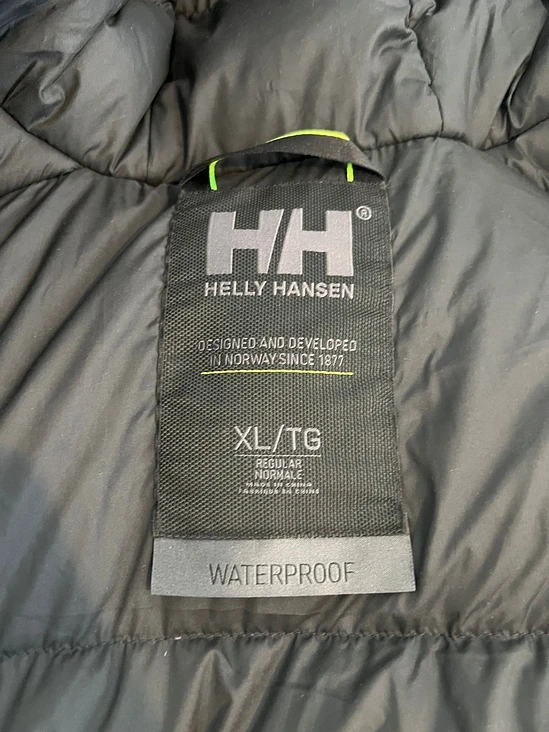 HH®
HELLY HANSEN
DESIGNED AND DEVELOPED
IN NORWAY SINCE 1877
XL/TG
REGULAR
NORMALE
MADE IN CHINA
FABRIQUÉ EN CHINE
WATERPROOF